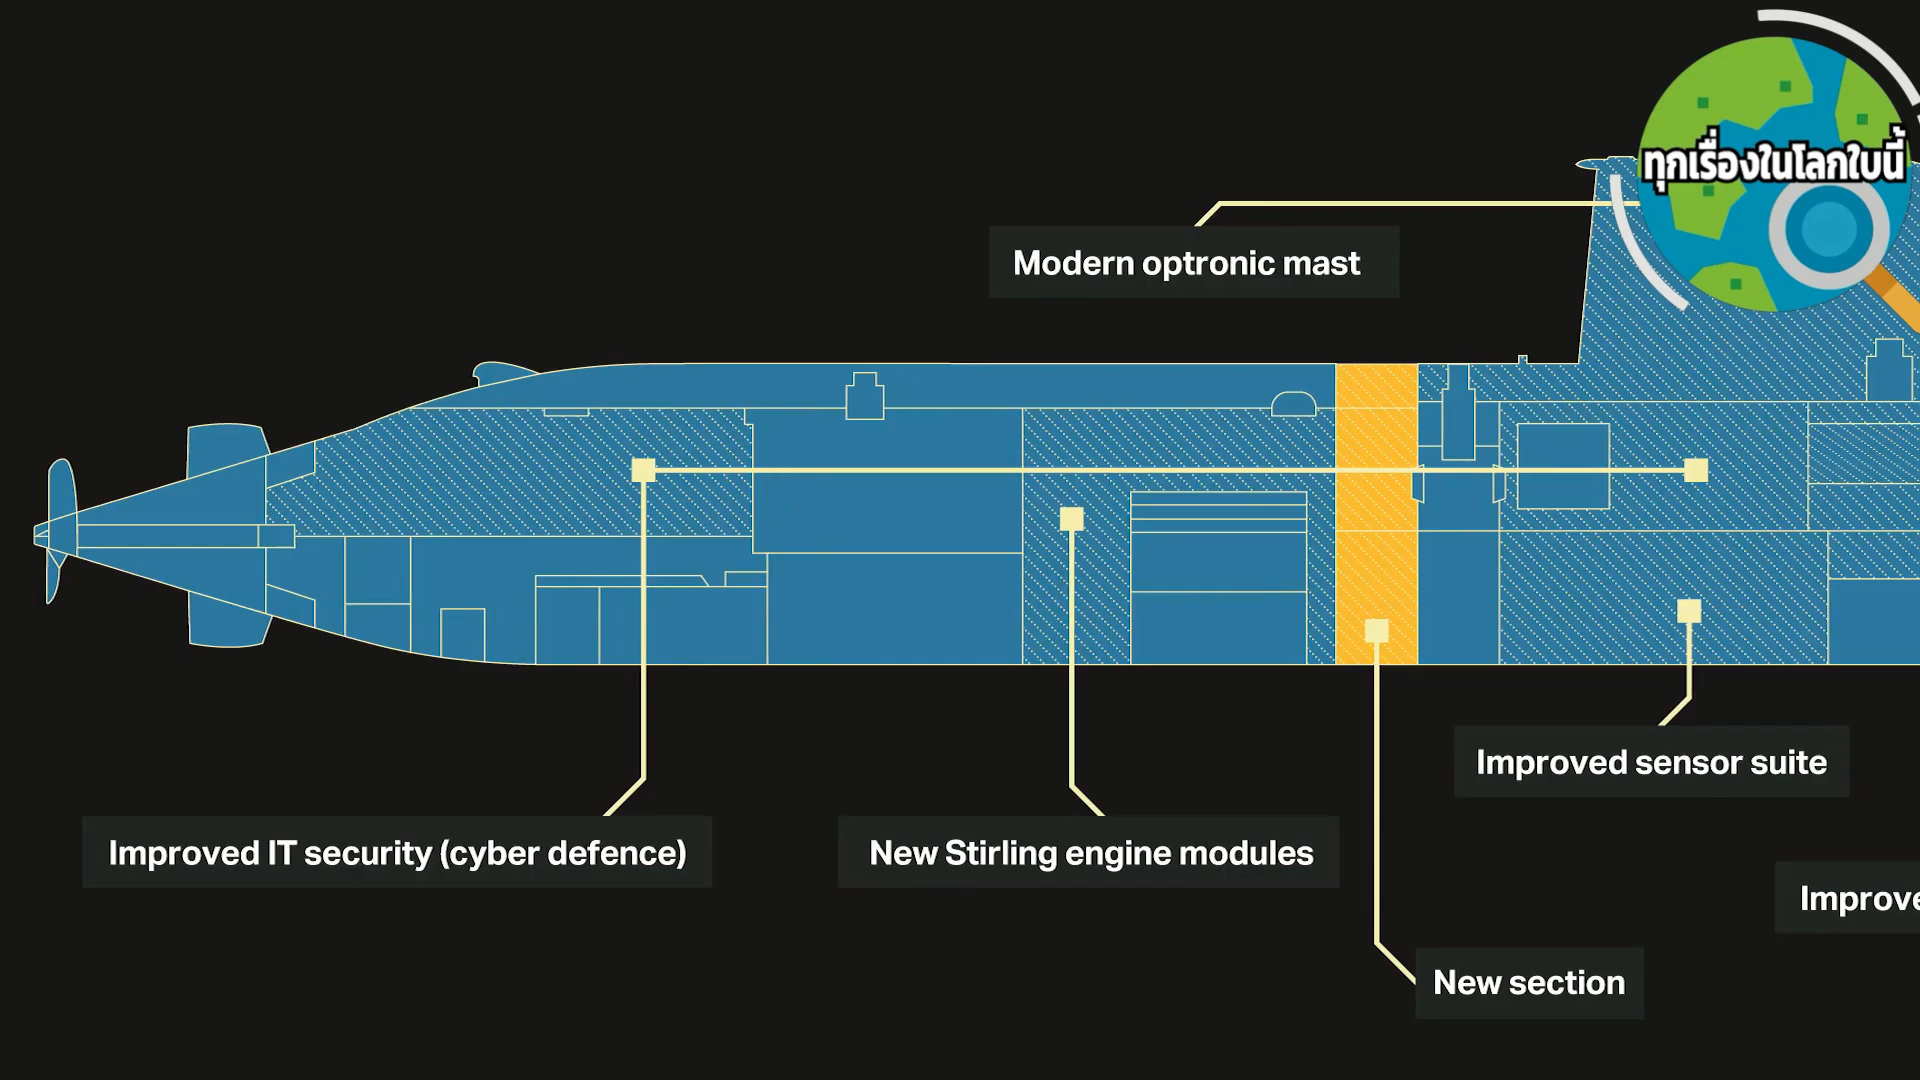 ทุกเรื่องในโลกใบนี้
Modern optronic mast
Improved sensor suite
Improved IT security (cyber defence)
New Stirling engine modules
Improve
New section